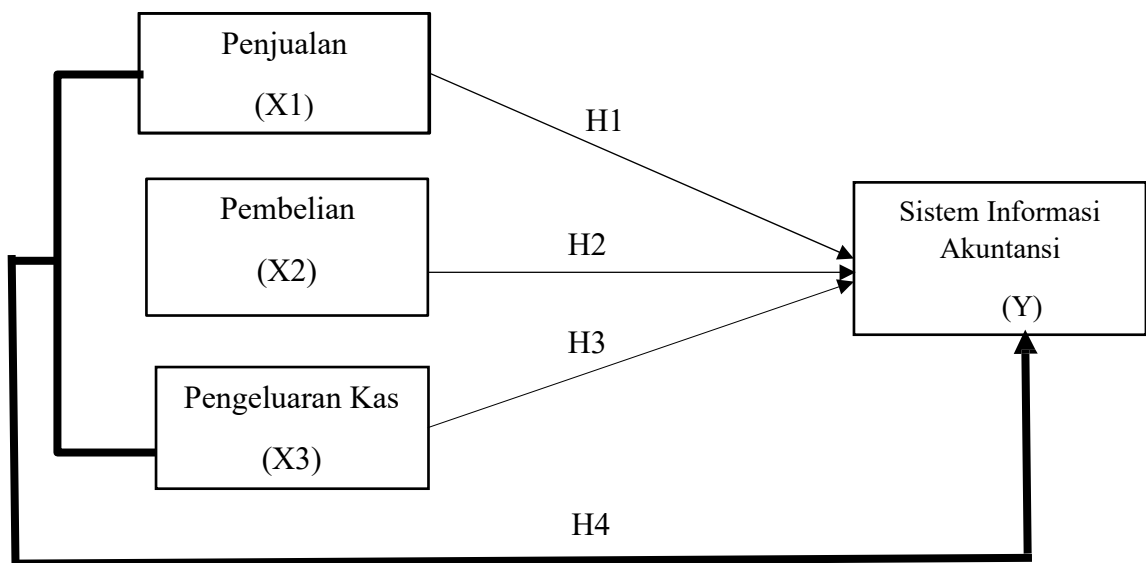 Penjualan
(X1)
H1
Pembelian
(X2)
H2
Sistem Informasi
Akuntansi
(Y)
H3
Pengeluaran Kas
(X3)
H4